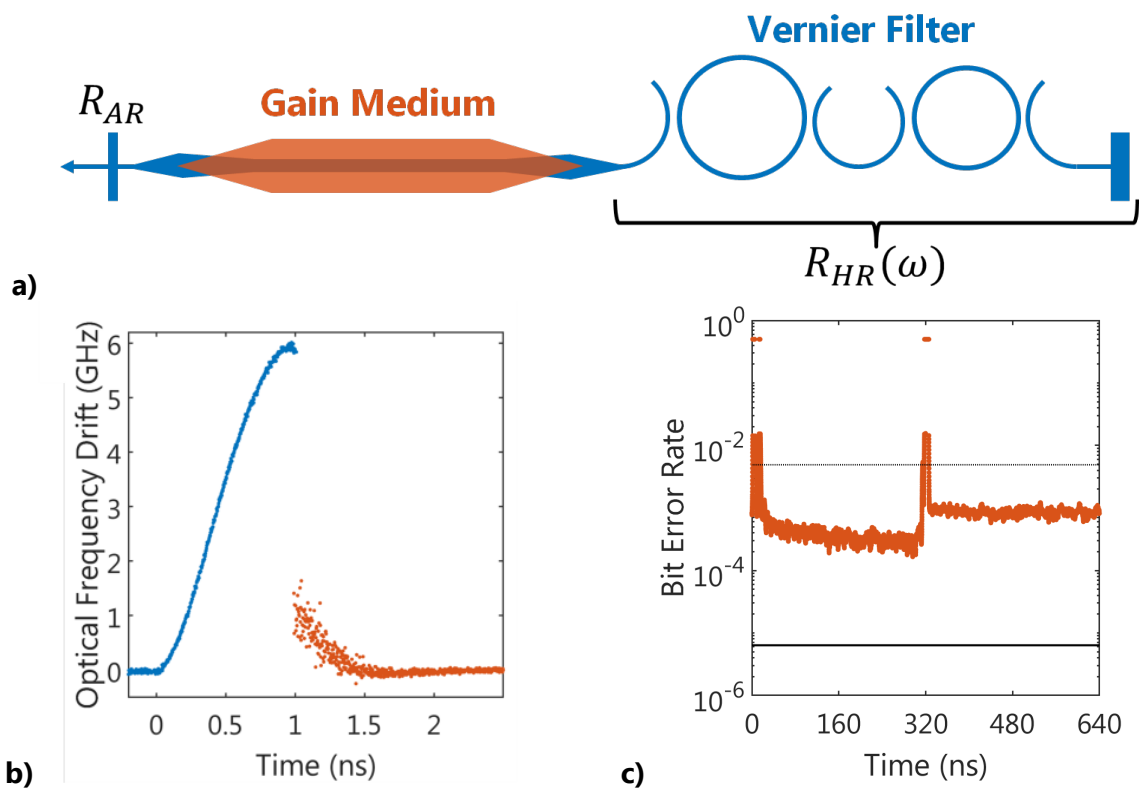 Vernier Filter
Gain Medium
R_AR
R_HR(ω)
a)
Optical Frequency Drift (GHz)
6
5
4
3
2
1
0
0 0.5 1 1.5 2
Time (ns)
b)
Bit Error Rate
10^0
10^-2
10^-4
10^-6
0 160 320 480 640
Time (ns)
c)